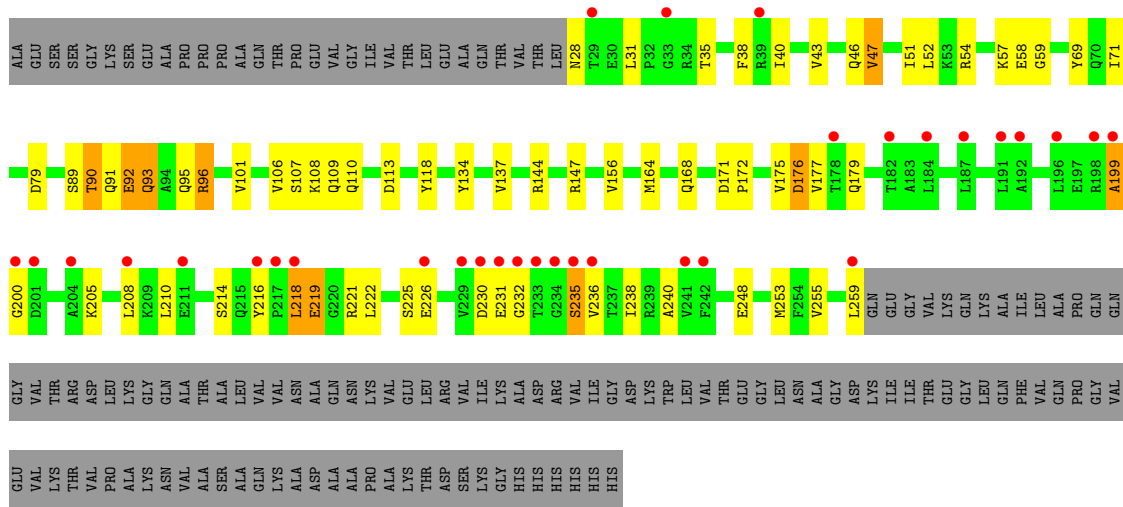 ALA GLU SER SER GLY LYS SER GLU ALA PRO PRO PRO ALA GLN THR PRO GLU VAL GLY ILE VAL THR LEU GLU ALA GLN THR VAL THR LEU N28 T29 E30 L31 P32 G33 R34 T35 F38 R39 I40 V43 Q46 V47 I51 L52 K53 R54 K57 E58 G59 Y69 Q70 I71
D79 S89 T90 Q91 E92 Q93 A94 Q95 R96 V101 V106 S107 K108 Q109 Q110 D113 Y118 Y134 V137 R144 R147 V156 M164 Q168 D171 P172 V175 D176 V177 T178 Q179 T182 A183 L184 L187 L191 A192 L196 E197 R198 A199
G200 D201 A204 K205 L208 K209 L210 E211 S214 Q215 Y216 P217 L218 E219 G220 R221 L222 S225 E226 V229 D230 E231 G232 T233 G234 S235 V236 T237 I238 R239 A240 V241 F242 E248 M253 F254 V255 L259 GLN GLU GLY VAL LYS GLN LYS ALA ILE LEU ALA PRO GLN GLN
GLY VAL THR ARG ASP LEU LYS GLY GLN ALA THR ALA LEU VAL VAL ASN ALA GLN ASN LYS VAL GLU LEU ARG VAL ILE LYS ALA ASP ARG VAL ILE GLY ASP LYS TRP LEU VAL THR GLU GLY LEU ASN ALA GLY ASP LYS ILE ILE THR GLU GLY LEU GLN PHE VAL GLN PRO GLY VAL
GLU VAL LYS THR VAL PRO ALA LYS ASN VAL ALA SER ALA GLN LYS ALA ASP ALA ALA PRO ALA LYS THR ASP SER LYS GLY HIS HIS HIS HIS HIS HIS